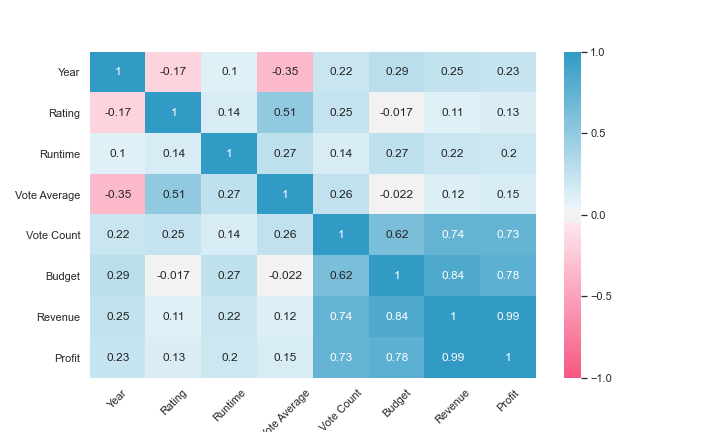 Year 1 -0.17 0.1 -0.35 0.22 0.29 0.25 0.23
Rating -0.17 1 0.14 0.51 0.25 -0.017 0.11 0.13
Runtime 0.1 0.14 1 0.27 0.14 0.27 0.22 0.2
Vote Average -0.35 0.51 0.27 1 0.26 -0.022 0.12 0.15
Vote Count 0.22 0.25 0.14 0.26 1 0.62 0.74 0.73
Budget 0.29 -0.017 0.27 -0.022 0.62 1 0.84 0.78
Revenue 0.25 0.11 0.22 0.12 0.74 0.84 1 0.99
Profit 0.23 0.13 0.2 0.15 0.73 0.78 0.99 1
Year
Rating
Runtime
Vote Average
Vote Count
Budget
Revenue
Profit
1.0
0.5
0.0
−0.5
−1.0